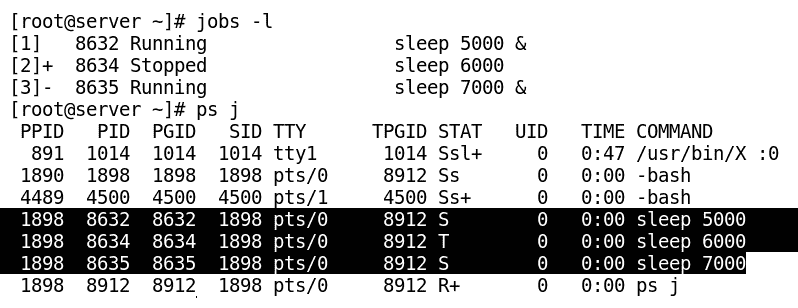 [root@server ~]# jobs -l
[1]   8632 Running                 sleep 5000 &
[2]+  8634 Stopped                 sleep 6000
[3]-  8635 Running                 sleep 7000 &
[root@server ~]# ps j
 PPID   PID  PGID   SID TTY      TPGID STAT   UID   TIME COMMAND
  891  1014  1014  1014 tty1      1014 Ssl+     0   0:47 /usr/bin/X :0
 1890  1898  1898  1898 pts/0     8912 Ss       0   0:00 -bash
 4489  4500  4500  4500 pts/1     4500 Ss+      0   0:00 -bash
 1898  8632  8632  1898 pts/0     8912 S        0   0:00 sleep 5000
 1898  8634  8634  1898 pts/0     8912 T        0   0:00 sleep 6000
 1898  8635  8635  1898 pts/0     8912 S        0   0:00 sleep 7000
 1898  8912  8912  1898 pts/0     8912 R+       0   0:00 ps j